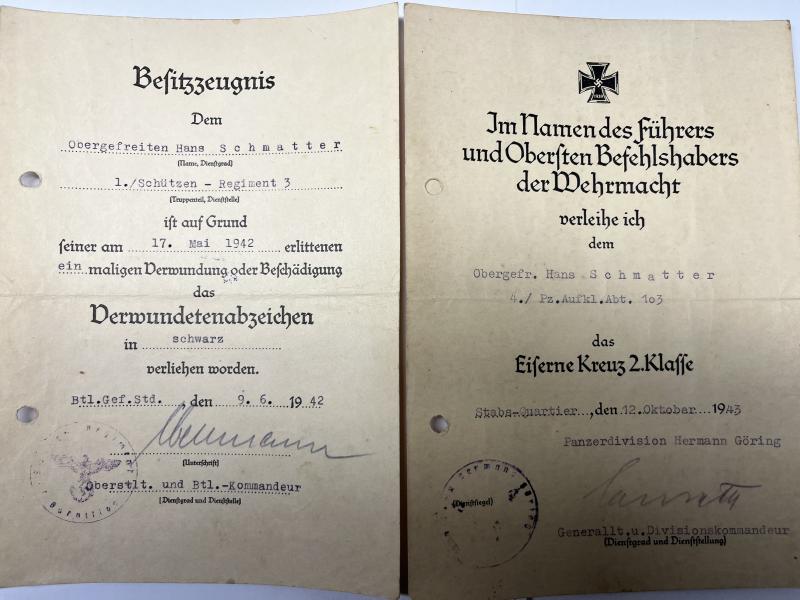 Besitzzeugnis
Dem
Obergefreiten Hans Schmatter
(Name, Dienstgrad)
1./Schützen - Regiment 3
(Truppenteil, Dienststelle)
ist auf Grund
seiner am 17. Mai 1942 erlittenen
ein maligen Verwundung oder Beschädigung
das
Verwundetenabzeichen
in schwarz
verliehen worden.
Btl.Gef.Std., den 9. 6. 1942
(Unterschrift)
Oberstlt. und Btl.-Kommandeur
(Dienstgrad und Dienststelle)
1939
Im Namen des Führers
und Obersten Befehlshabers
der Wehrmacht
verleihe ich
dem
Obergefr. Hans Schmatter
4./ Pz.Aufkl.Abt. 1o3
das
Eiserne Kreuz 2.Klasse
Stabs-Quartier, den 12.Oktober 1943
Panzerdivision Hermann Göring
(Dienstsiegel)
Generallt.u.Divisionskommandeur
(Dienstgrad und Dienststellung)